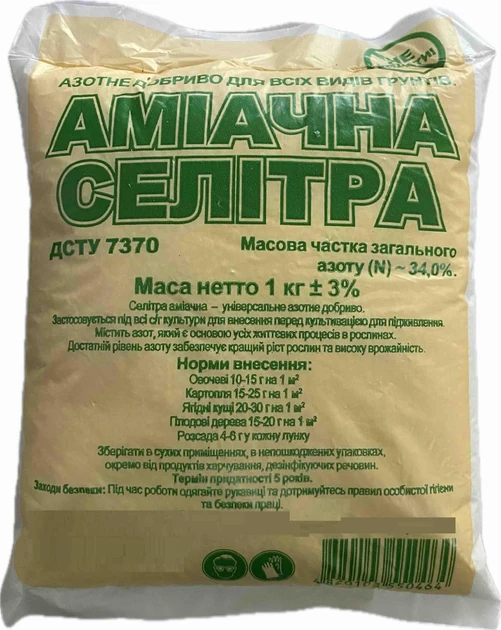 АЗОТНЕ ДОБРИВО ДЛЯ ВСІХ ВИДІВ ҐРУНТІВ.
АМІАЧНА
СЕЛІТРА
ДСТУ 7370
Масова частка загального
азоту (N) ~ 34,0%.
Маса нетто 1 кг ± 3%
Селітра аміачна – універсальне азотне добриво.
Застосовується під всі с/г культури для внесення перед культивацією для підживлення.
Містить азот, який є основою усіх життєвих процесів в рослинах.
Достатній рівень азоту забезпечує кращий ріст рослин та високу врожайність.
Норми внесення:
Овочеві 10-15 г на 1 м²
Картопля 15-25 г на 1 м²
Ягідні кущі 20-30 г на 1 м²
Плодові дерева 15-20 г на 1 м²
Розсада 4-6 г у кожну лунку
Зберігати в сухих приміщеннях, в непошкоджених упаковках,
окремо від продуктів харчування, дезінфікуючих речовин.
Термін придатності 5 років.
Заходи безпеки: Під час роботи одягайте рукавиці та дотримуйтесь правил особистої гігієни
та безпеки праці.